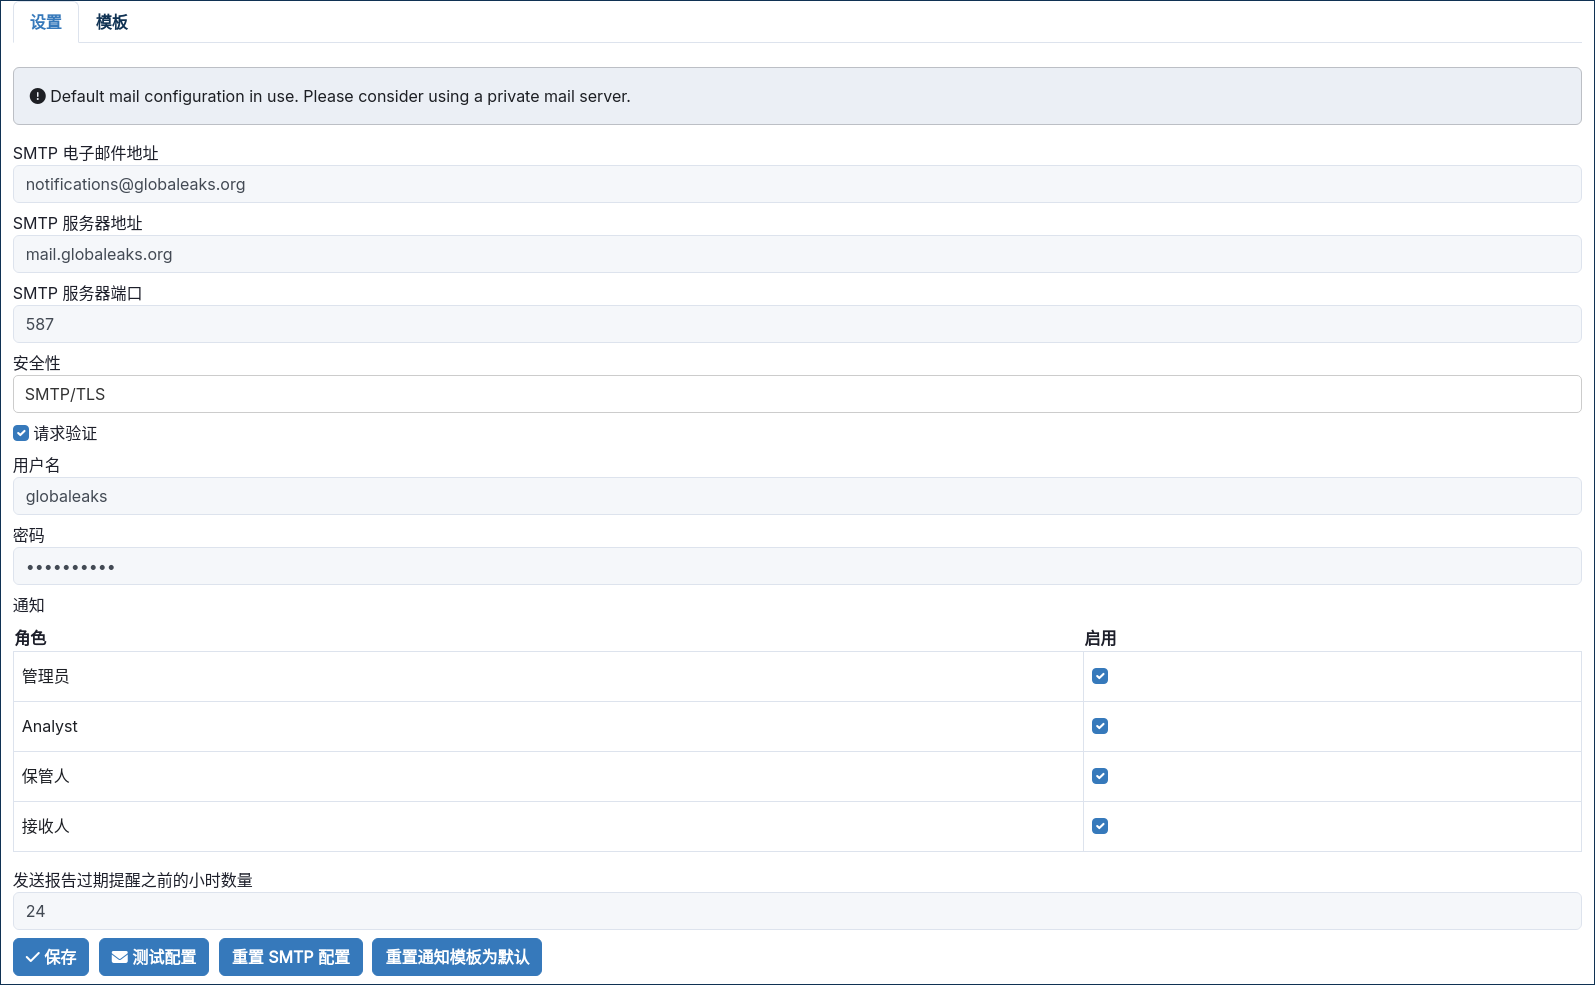 设置 模板
Default mail configuration in use. Please consider using a private mail server.
SMTP 电子邮件地址
notifications@globaleaks.org
SMTP 服务器地址
mail.globaleaks.org
SMTP 服务器端口
587
安全性
SMTP/TLS
请求验证
用户名
globaleaks
密码
••••••••••
通知
角色 启用
管理员
Analyst
保管人
接收人
发送报告过期提醒之前的小时数量
24
保存 测试配置 重置 SMTP 配置 重置通知模板为默认